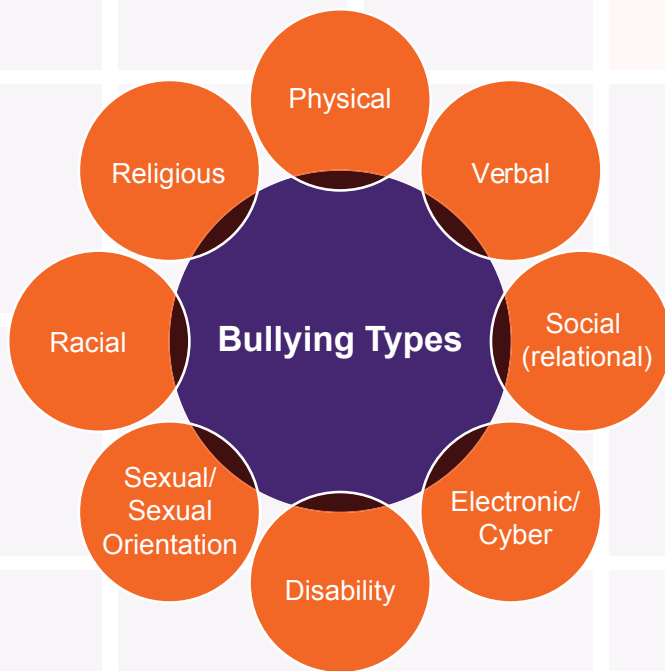 Physical
Religious
Verbal
Racial
Bullying Types
Social
(relational)
Sexual/
Sexual
Orientation
Electronic/
Cyber
Disability